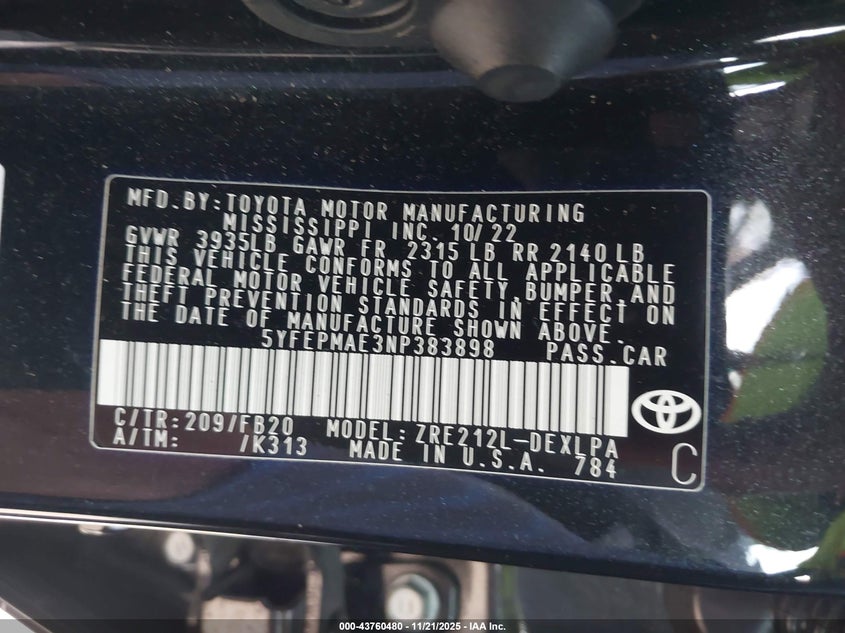 MFD.BY:TOYOTA MOTOR MANUFACTURING
MISSISSIPPI INC. 10/22
GVWR 3935LB GAWR FR 2315 LB RR 2140 LB
THIS VEHICLE CONFORMS TO ALL APPLICABLE
FEDERAL MOTOR VEHICLE SAFETY,BUMPER,AND
THEFT PREVENTION STANDARDS IN EFFECT ON
THE DATE OF MANUFACTURE SHOWN ABOVE.
5YFEPMAE3NP383898 PASS.CAR
C/TR:209/FB20 MODEL:ZRE212L-DEXLPA
A/TM: /K313 MADE IN U.S.A. 784
C
000-43760480 - 11/21/2025 - IAA Inc.